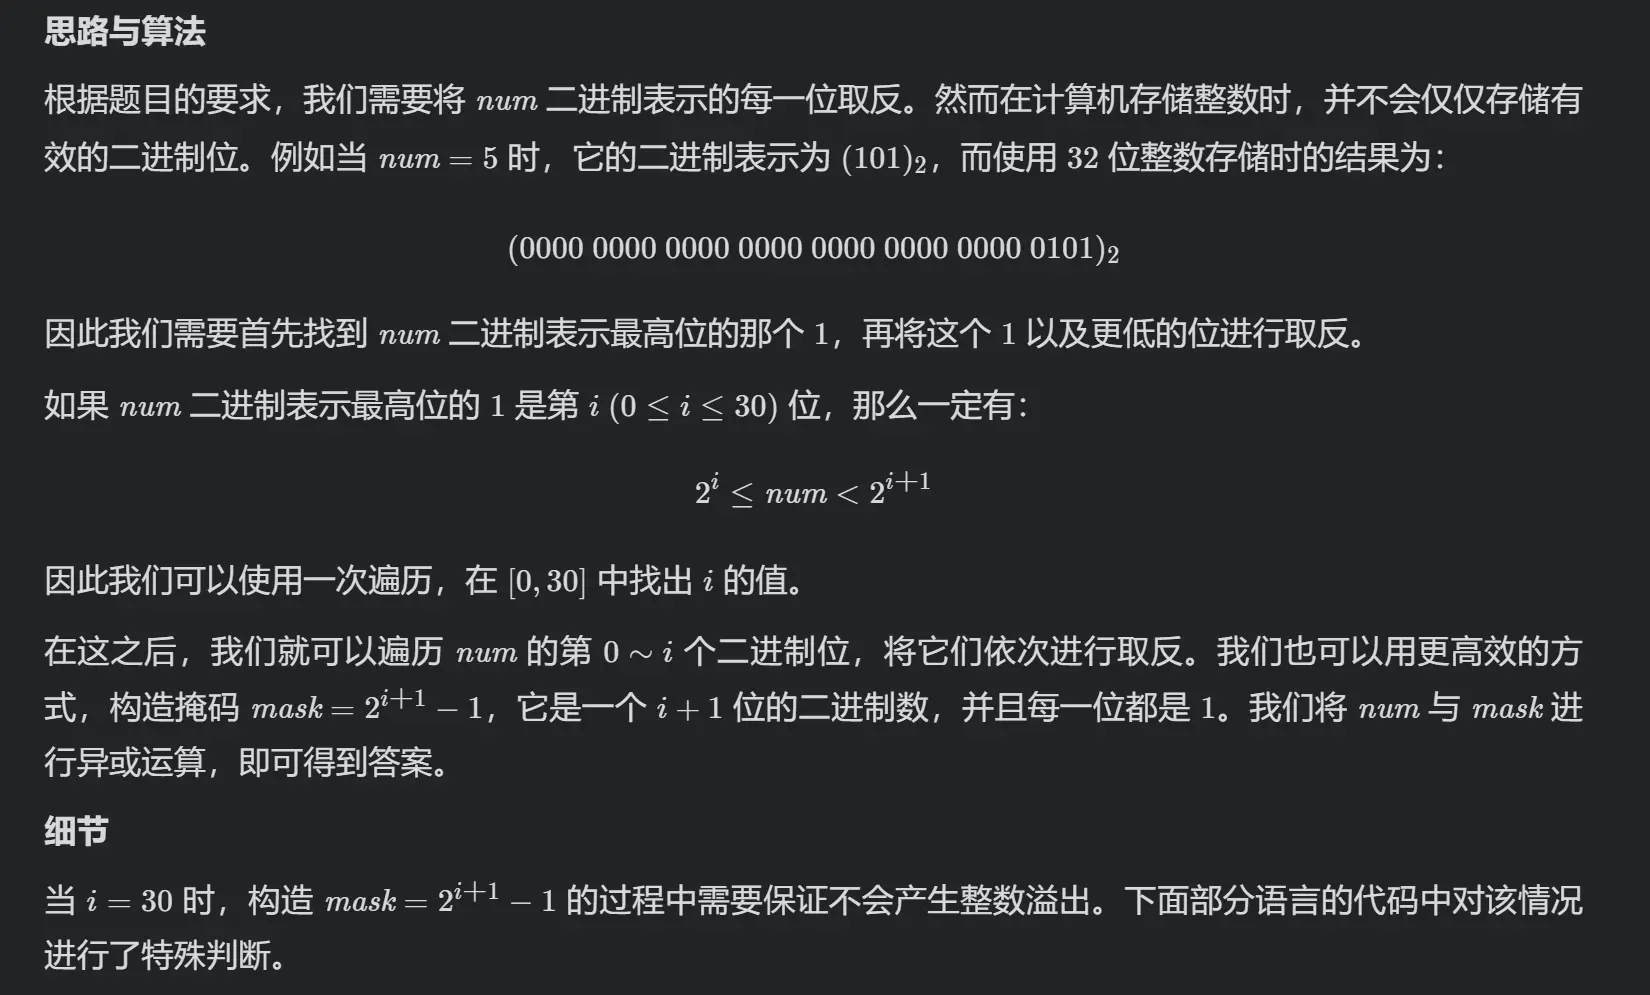 思路与算法
根据题目的要求，我们需要将 num 二进制表示的每一位取反。然而在计算机存储整数时，并不会仅仅存储有
效的二进制位。例如当 num = 5 时，它的二进制表示为 (101)₂，而使用 32 位整数存储时的结果为：
(0000 0000 0000 0000 0000 0000 0000 0101)₂
因此我们需要首先找到 num 二进制表示最高位的那个 1，再将这个 1 以及更低的位进行取反。
如果 num 二进制表示最高位的 1 是第 i (0 ≤ i ≤ 30) 位，那么一定有：
2^i ≤ num < 2^{i+1}
因此我们可以使用一次遍历，在 [0, 30] 中找出 i 的值。
在这之后，我们就可以遍历 num 的第 0 ∼ i 个二进制位，将它们依次进行取反。我们也可以用更高效的方
式，构造掩码 mask = 2^{i+1} − 1，它是一个 i + 1 位的二进制数，并且每一位都是 1。我们将 num 与 mask 进
行异或运算，即可得到答案。
细节
当 i = 30 时，构造 mask = 2^{i+1} − 1 的过程中需要保证不会产生整数溢出。下面部分语言的代码中对该情况
进行了特殊判断。